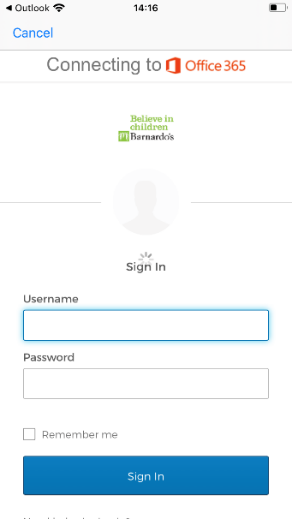 Outlook 14:16
Cancel
Connecting to Office 365
Believe in
children
Barnardo's
Sign In
Username
Password
Remember me
Sign In